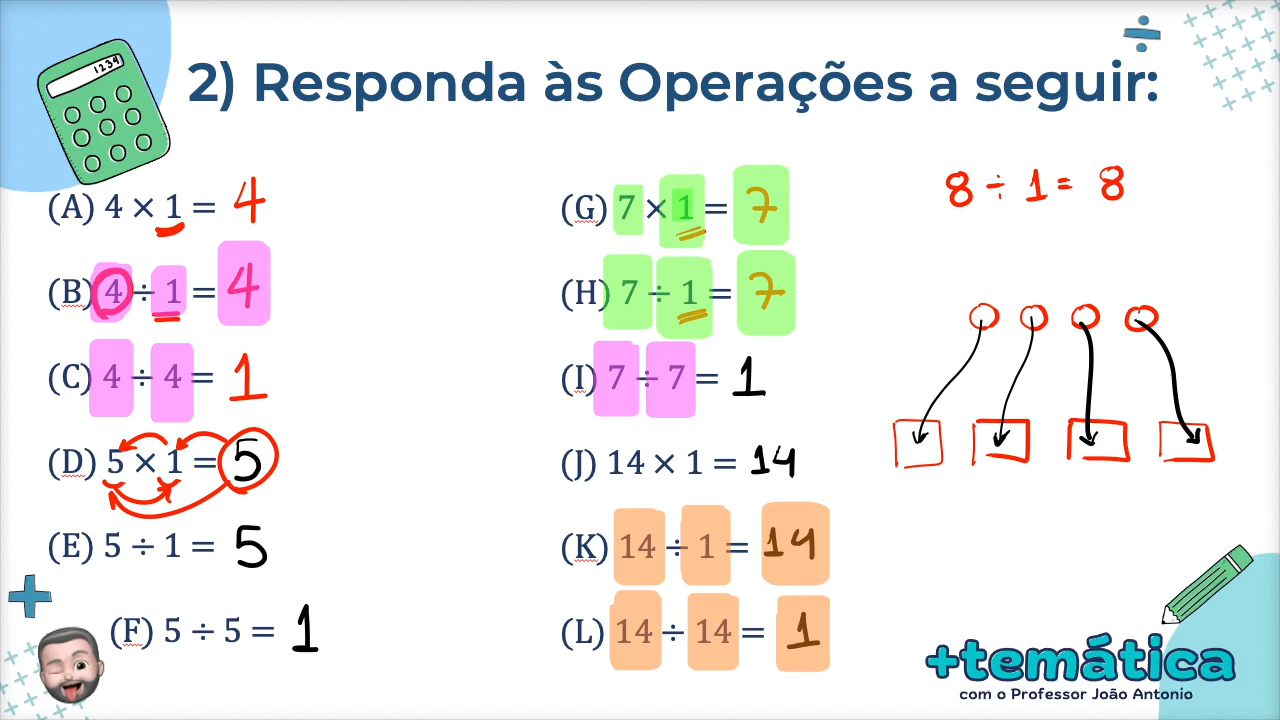 1234
2) Responda às Operações a seguir:
(A) 4 × 1 = 4
(B) 4 ÷ 1 = 4
(C) 4 ÷ 4 = 1
(D) 5 × 1 = 5
(E) 5 ÷ 1 = 5
(F) 5 ÷ 5 = 1
(G) 7 × 1 = 7
(H) 7 ÷ 1 = 7
(I) 7 ÷ 7 = 1
(J) 14 × 1 = 14
(K) 14 ÷ 1 = 14
(L) 14 ÷ 14 = 1
8 ÷ 1 = 8
+temática
com o Professor João Antonio